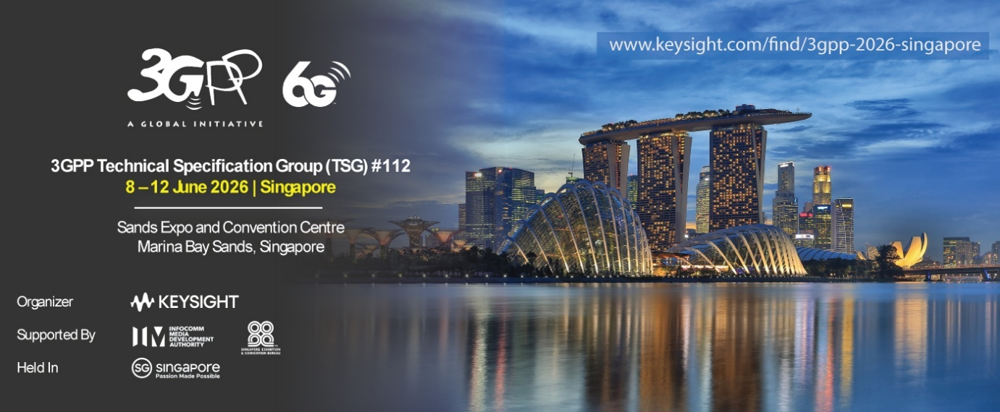 www.keysight.com/find/3gpp-2026-singapore
3GPP 6G
A GLOBAL INITIATIVE
3GPP Technical Specification Group (TSG) #112
8 – 12 June 2026 | Singapore
Sands Expo and Convention Centre
Marina Bay Sands, Singapore
Organizer KEYSIGHT
Supported By INFOCOMM
MEDIA
DEVELOPMENT
AUTHORITY
SINGAPORE EXHIBITION
& CONVENTION BUREAU
Held In SG SINGAPORE
Passion Made Possible